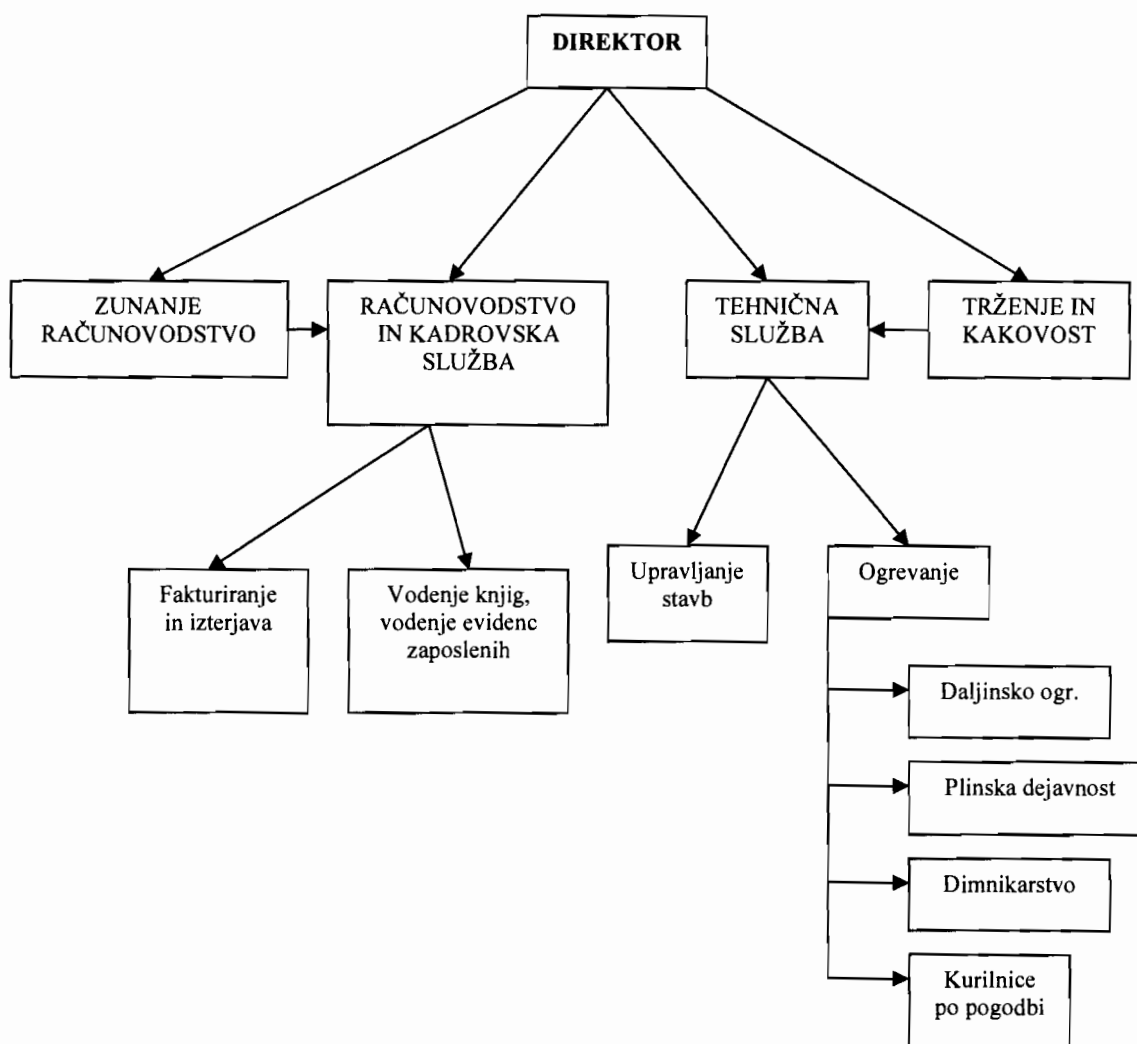 DIREKTOR
ZUNANJE
RAČUNOVODSTVO
RAČUNOVODSTVO
IN KADROVSKA
SLUŽBA
TEHNIČNA
SLUŽBA
TRŽENJE IN
KAKOVOST
Fakturiranje
in izterjava
Vodenje knjig,
vodenje evidenc
zaposlenih
Upravljanje
stavb
Ogrevanje
Daljinsko ogr.
Plinska dejavnost
Dimnikarstvo
Kurilnice
po pogodbi